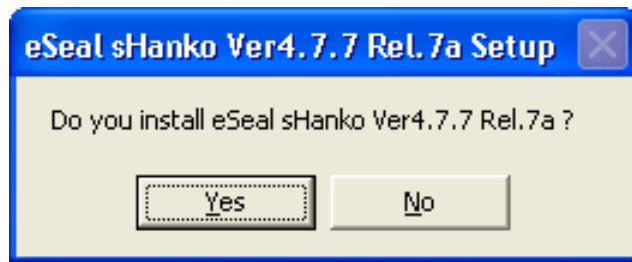 eSeal sHanko Ver4.7.7 Rel.7a Setup
Do you install eSeal sHanko Ver4.7.7 Rel.7a ?
Yes No